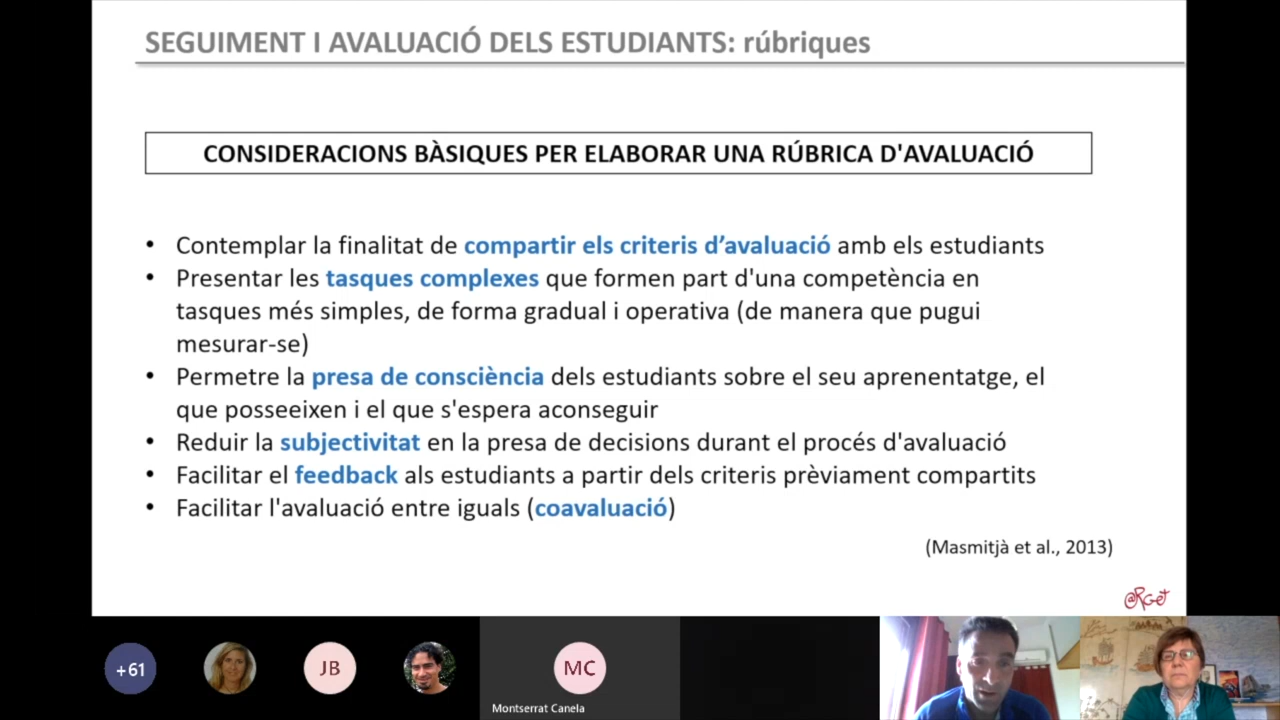 SEGUIMENT I AVALUACIÓ DELS ESTUDIANTS: rúbriques
CONSIDERACIONS BÀSIQUES PER ELABORAR UNA RÚBRICA D'AVALUACIÓ
• Contemplar la finalitat de compartir els criteris d’avaluació amb els estudiants
• Presentar les tasques complexes que formen part d'una competència en
tasques més simples, de forma gradual i operativa (de manera que pugui
mesurar-se)
• Permetre la presa de consciència dels estudiants sobre el seu aprenentatge, el
que posseeixen i el que s'espera aconseguir
• Reduir la subjectivitat en la presa de decisions durant el procés d'avaluació
• Facilitar el feedback als estudiants a partir dels criteris prèviament compartits
• Facilitar l'avaluació entre iguals (coavaluació)
(Masmitjà et al., 2013)
@RGet
+61
JB
MC
Montserrat Canela